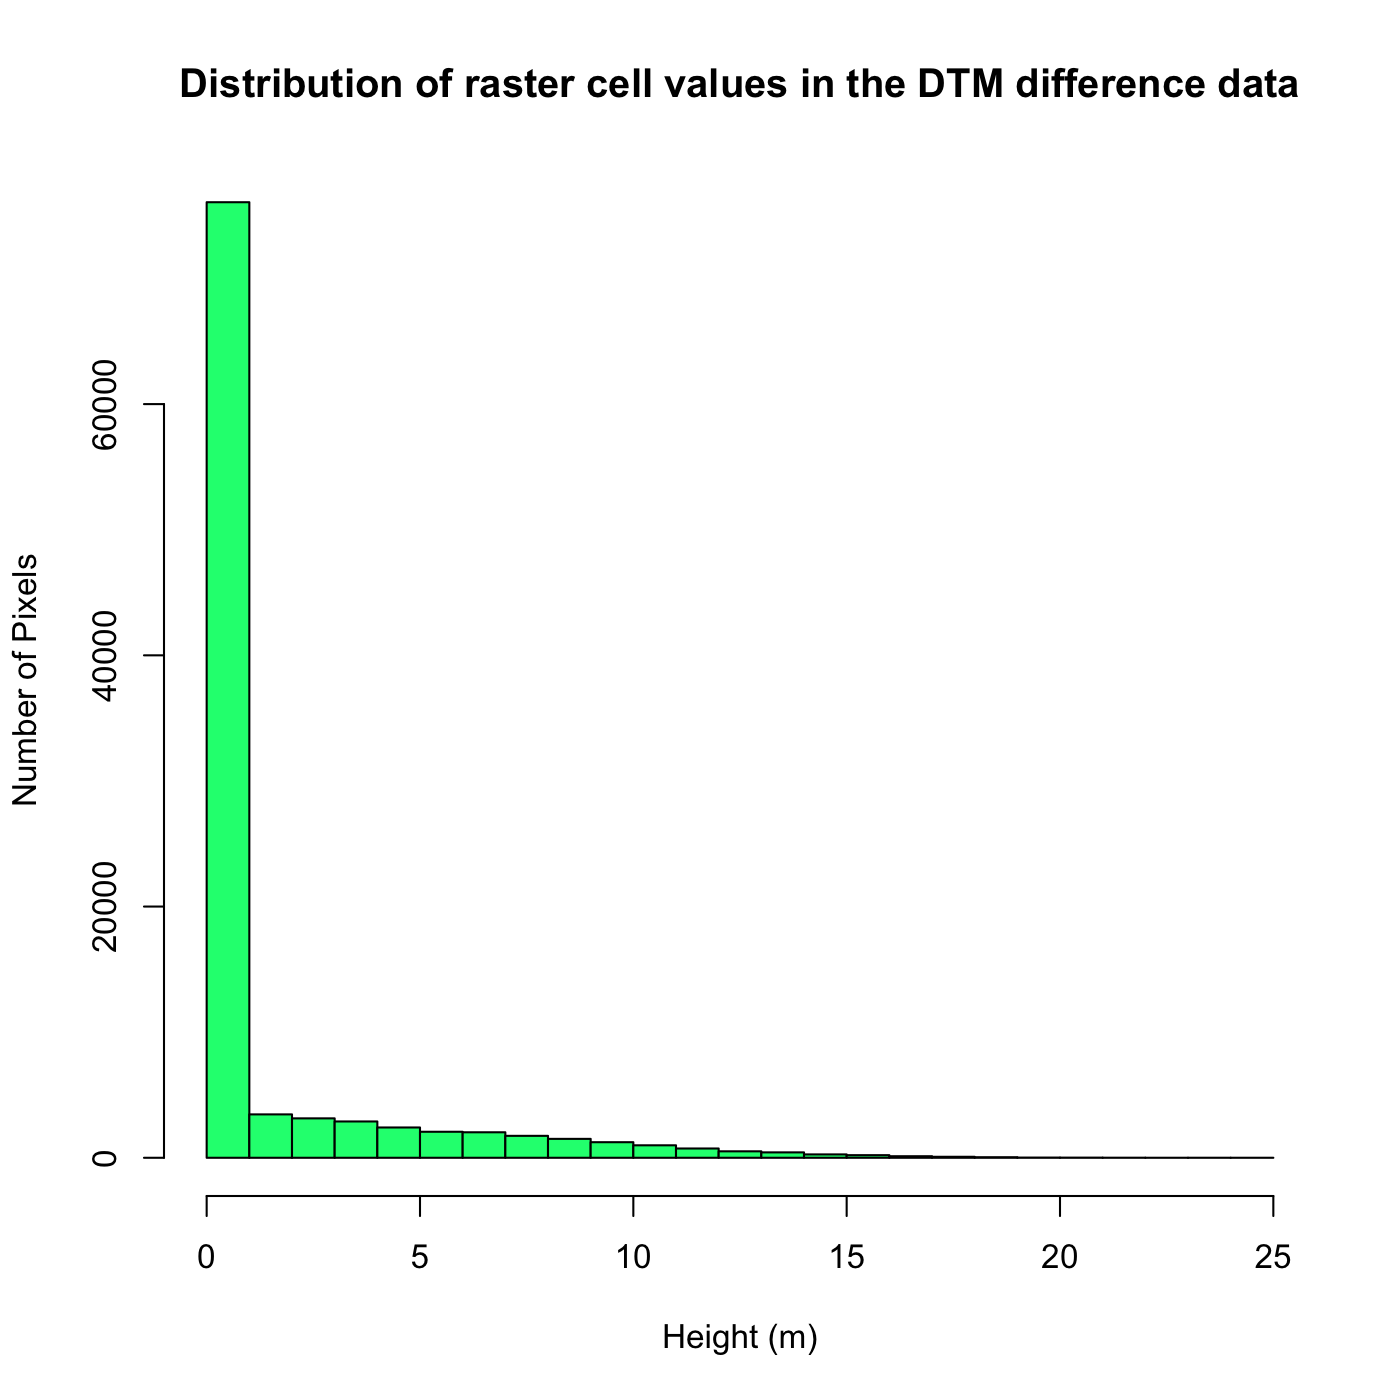 Distribution of raster cell values in the DTM difference data
Number of Pixels
60000
40000
20000
0
0 5 10 15 20 25
Height (m)